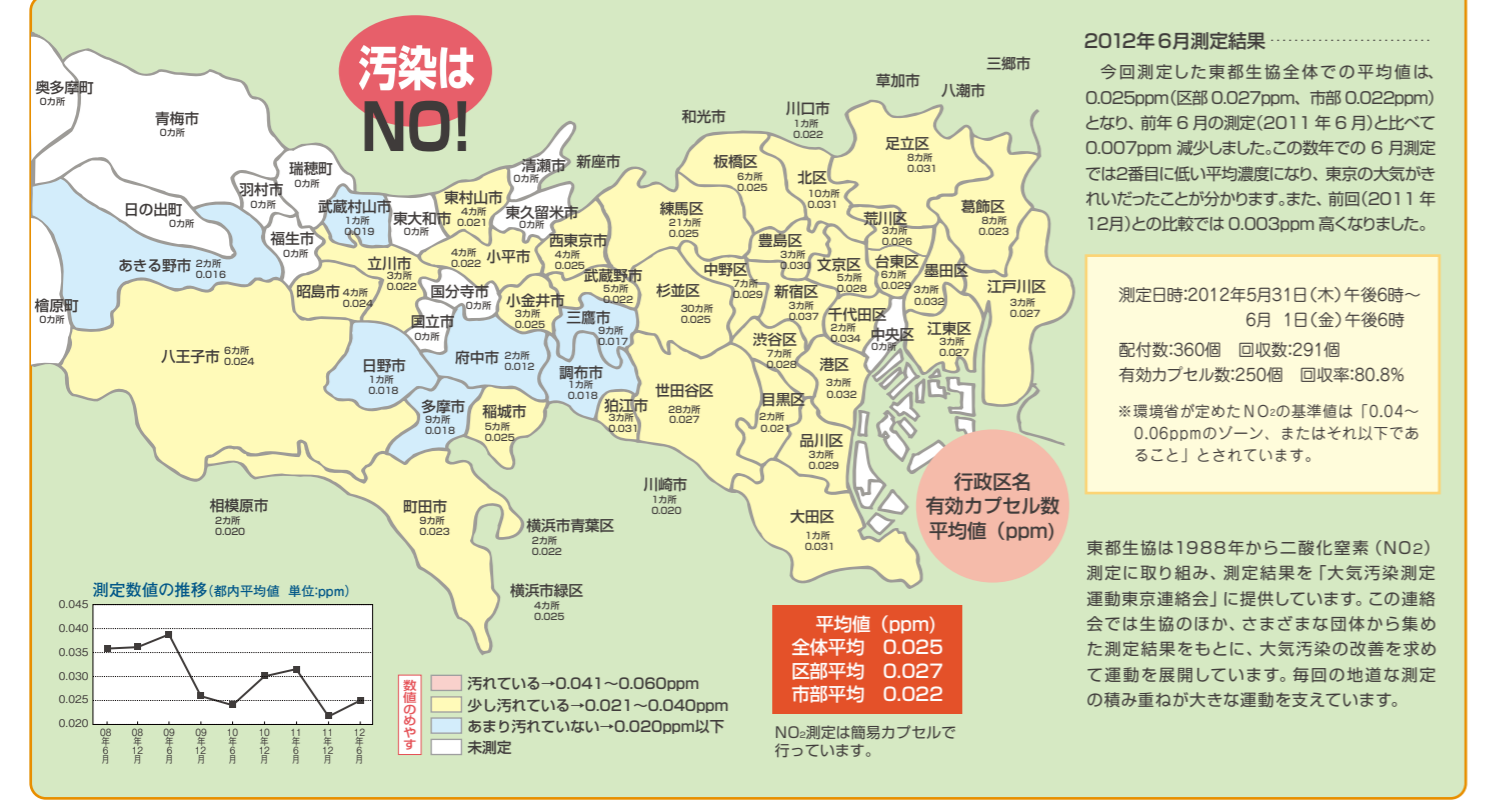 汚染は
NO!
奥多摩町
0カ所
青梅市
0カ所
瑞穂町
0カ所
羽村市
0カ所
日の出町
0カ所
福生市
0カ所
武蔵村山市
1カ所
0.019
東大和市
0カ所
東村山市
4カ所
0.021
清瀬市
0カ所
新座市
東久留米市
0カ所
あきる野市 2カ所
0.016
檜原町
0カ所
昭島市 4カ所
0.024
立川市
3カ所
0.022
4カ所 小平市
0.022
西東京市
4カ所
0.025
武蔵野市
5カ所
0.022
国分寺市
0カ所
小金井市
3カ所
0.025
国立市
0カ所
三鷹市
9カ所
0.017
八王子市 6カ所
0.024
日野市
1カ所
0.018
府中市 2カ所
0.012
調布市
1カ所
0.018
多摩市
9カ所
0.018
稲城市
5カ所
0.025
狛江市
3カ所
0.031
町田市
9カ所
0.023
相模原市
2カ所
0.020
横浜市青葉区
2カ所
0.022
横浜市緑区
4カ所
0.025
川崎市
1カ所
0.020
和光市
川口市
1カ所
0.022
草加市
八潮市
三郷市
板橋区
6カ所
0.025
北区
10カ所
0.031
足立区
8カ所
0.031
葛飾区
8カ所
0.023
練馬区
21カ所
0.025
豊島区
3カ所
0.030
荒川区
3カ所
0.026
文京区
5カ所
0.028
台東区
6カ所
0.029
墨田区
3カ所
0.032
江戸川区
3カ所
0.027
中野区
7カ所
0.029
杉並区
30カ所
0.025
新宿区
3カ所
0.037
千代田区
2カ所
0.034
中央区
0カ所
江東区
3カ所
0.027
渋谷区
7カ所
0.028
港区
3カ所
0.032
世田谷区
28カ所
0.027
目黒区
2カ所
0.021
品川区
3カ所
0.029
大田区
1カ所
0.031
行政区名
有効カプセル数
平均値（ppm)
測定数値の推移(都内平均値 単位:ppm)
0.045
0.040
0.035
0.030
0.025
0.020
08年6月
08年12月
09年6月
09年12月
10年6月
10年12月
11年6月
11年12月
12年6月
数値のめやす
汚れている→0.041～0.060ppm
少し汚れている→0.021～0.040ppm
あまり汚れていない→0.020ppm以下
未測定
平均値（ppm）
全体平均 0.025
区部平均 0.027
市部平均 0.022
NO₂測定は簡易カプセルで
行っています。
2012年6月測定結果
今回測定した東都生協全体での平均値は、
0.025ppm(区部0.027ppm、市部0.022ppm)
となり、前年6月の測定(2011年6月)と比べて
0.007ppm 減少しました。この数年での6月測定
では2番目に低い平均濃度になり、東京の大気がき
れいだったことが分かります。また、前回(2011年
12月)との比較では0.003ppm高くなりました。
測定日時:2012年5月31日(木)午後6時～
6月 1日(金)午後6時
配付数:360個 回収数:291個
有効カプセル数:250個 回収率:80.8%
※環境省が定めたNO₂の基準値は「0.04～
0.06ppmのゾーン、またはそれ以下であ
ること」とされています。
東都生協は1988年から二酸化窒素（NO2）
測定に取り組み、測定結果を「大気汚染測定
運動東京連絡会」に提供しています。この連絡
会では生協のほか、さまざまな団体から集め
た測定結果をもとに、大気汚染の改善を求め
て運動を展開しています。毎回の地道な測定
の積み重ねが大きな運動を支えています。